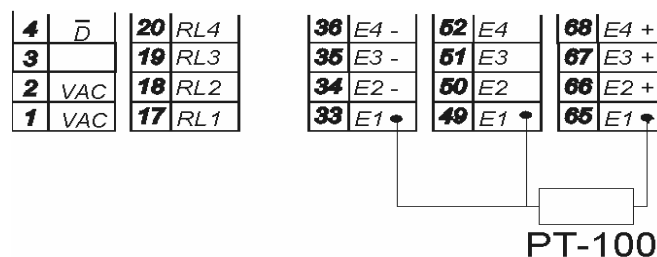 4 D̅ 20 RL4 36 E4 - 52 E4 68 E4 +
3 19 RL3 35 E3 - 51 E3 67 E3 +
2 VAC 18 RL2 34 E2 - 50 E2 66 E2 +
1 VAC 17 RL1 33 E1 49 E1 65 E1
PT-100